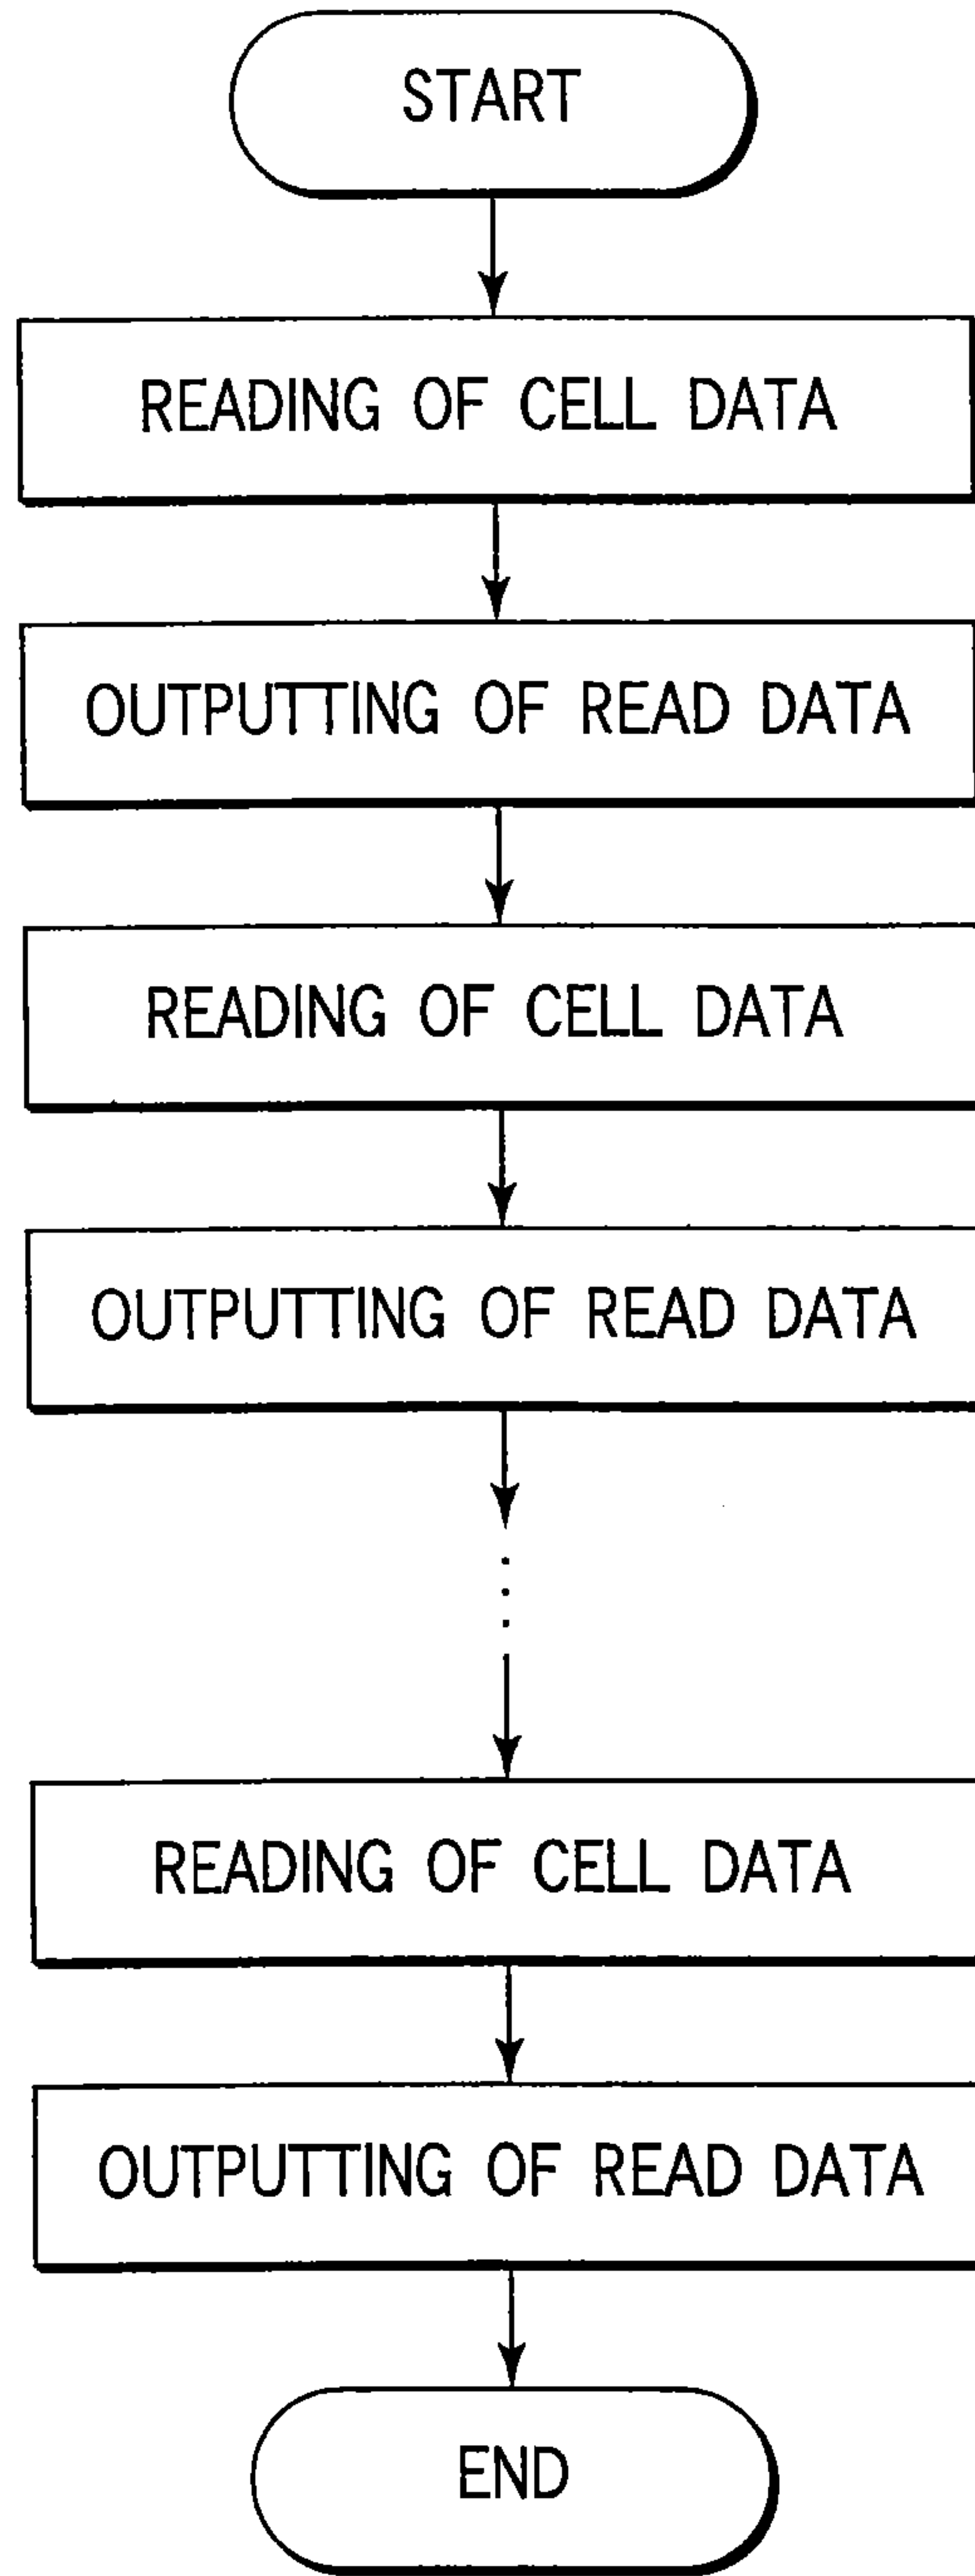 START
READING OF CELL DATA
OUTPUTTING OF READ DATA
READING OF CELL DATA
OUTPUTTING OF READ DATA
READING OF CELL DATA
OUTPUTTING OF READ DATA
END